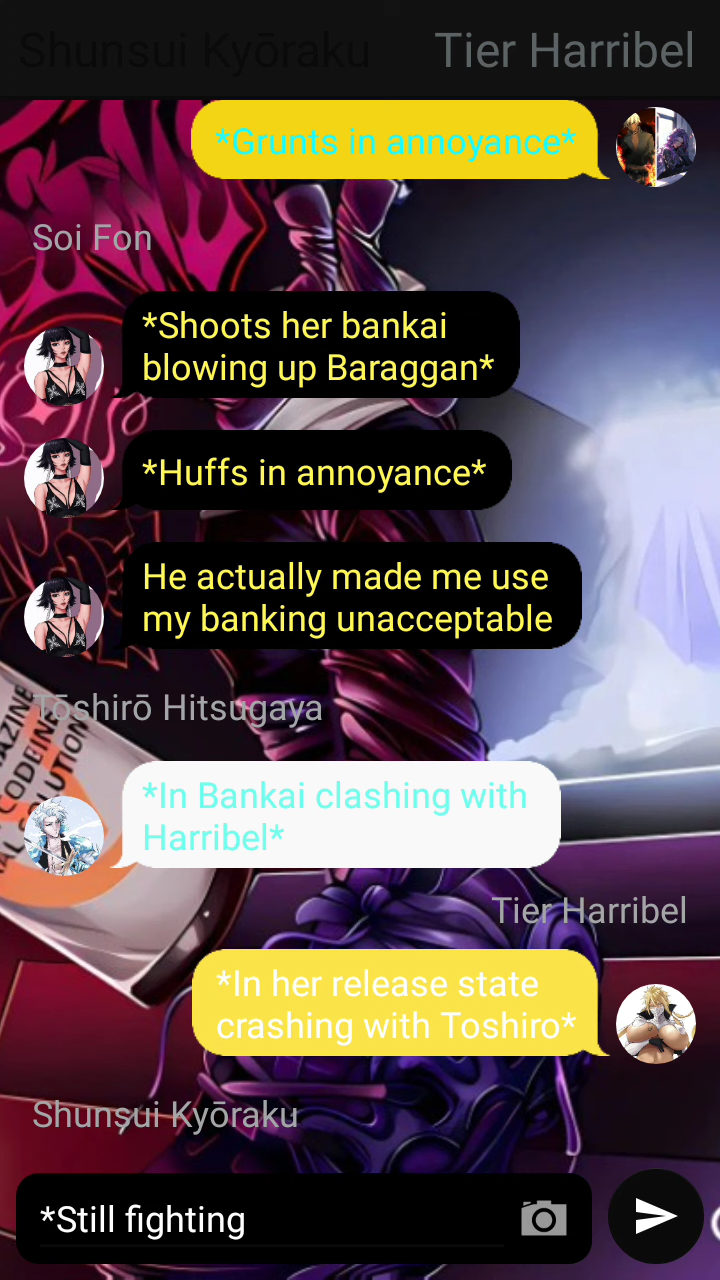 Shunsui Kyōraku
Tier Harribel
*Grunts in annoyance*
Soi Fon
*Shoots her bankai
blowing up Baraggan*
*Huffs in annoyance*
He actually made me use
my banking unacceptable
Tōshirō Hitsugaya
*In Bankai clashing with
Harribel*
Tier Harribel
*In her release state
crashing with Toshiro*
Shunsui Kyōraku
*Still fighting